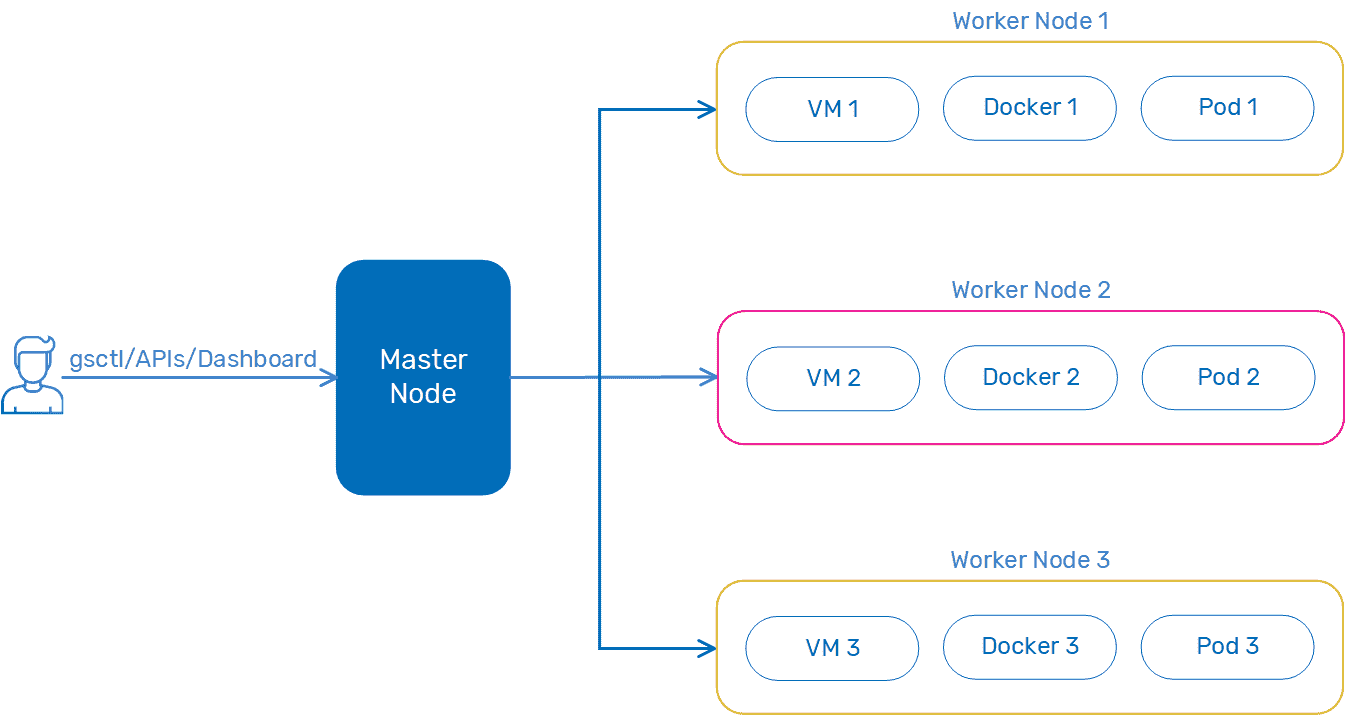 Worker Node 1
VM 1
Docker 1
Pod 1
gsctl/APIs/Dashboard
Master
Node
Worker Node 2
VM 2
Docker 2
Pod 2
Worker Node 3
VM 3
Docker 3
Pod 3